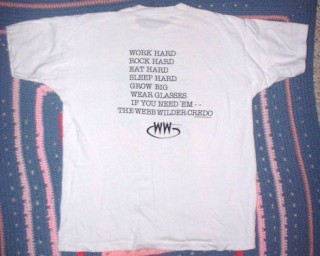 WORK HARD
ROCK HARD
EAT HARD
SLEEP HARD
GROW BIG
WEAR GLASSES
IF YOU NEED 'EM--
THE WEBB WILDER CREDO
WW